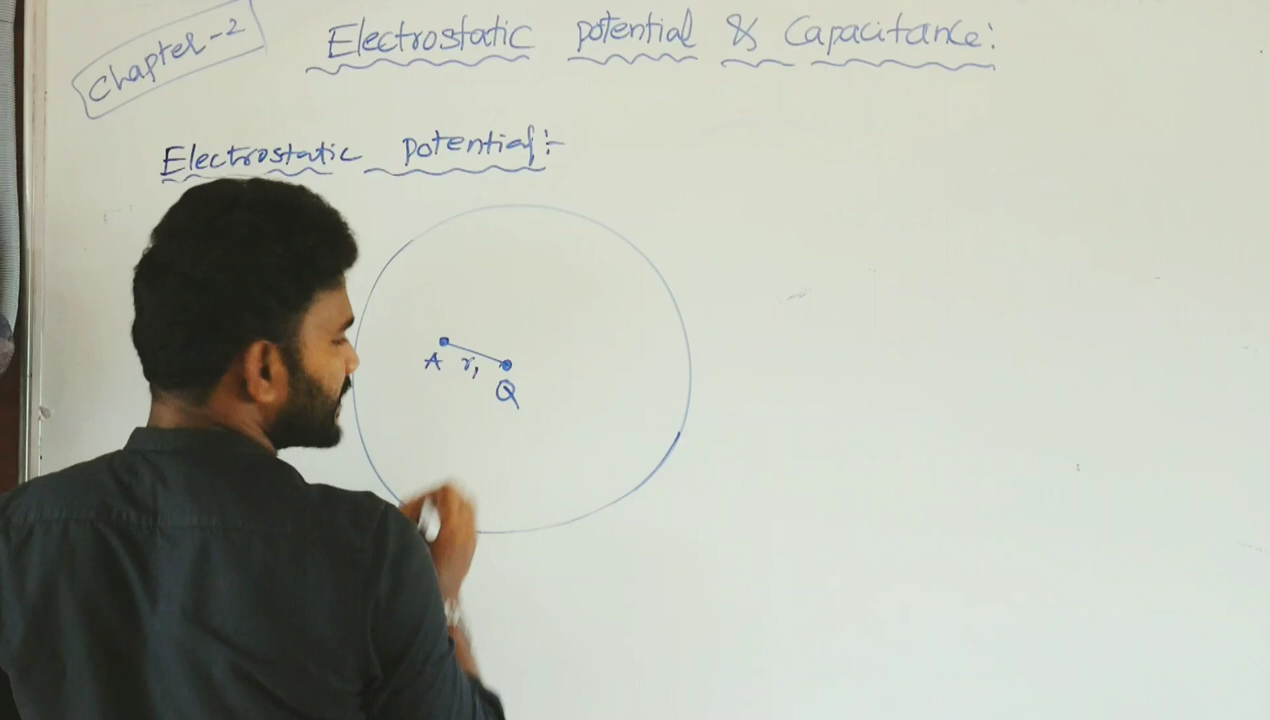 Chapter-2
Electrostatic potential & Capacitance:
Electrostatic potential:-
A r₁
Q